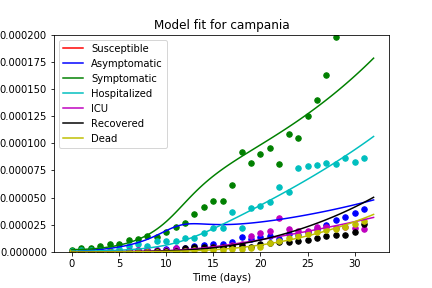 Model fit for campania
0.000200
0.000175
0.000150
0.000125
0.000100
0.000075
0.000050
0.000025
0.000000
Susceptible
Asymptomatic
Symptomatic
Hospitalized
ICU
Recovered
Dead
0 5 10 15 20 25 30
Time (days)